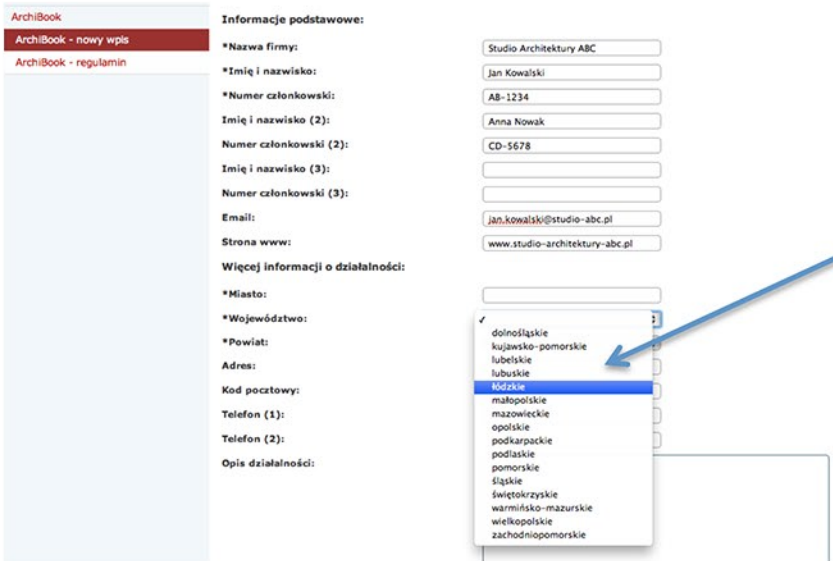 ArchiBook
ArchiBook - nowy wpis
ArchiBook - regulamin
Informacje podstawowe:
*Nazwa firmy: Studio Architektury ABC
*Imię i nazwisko: Jan Kowalski
*Numer członkowski: AB-1234
Imię i nazwisko (2): Anna Nowak
Numer członkowski (2): CD-5678
Imię i nazwisko (3):
Numer członkowski (3):
Email: jan.kowalski@studio-abc.pl
Strona www: www.studio-architektury-abc.pl
Więcej informacji o działalności:
*Miasto:
*Województwo:
*Powiat:
Adres:
Kod pocztowy:
Telefon (1):
Telefon (2):
Opis działalności:
dolnośląskie
kujawsko-pomorskie
lubelskie
lubuskie
łódzkie
małopolskie
mazowieckie
opolskie
podkarpackie
podlaskie
pomorskie
śląskie
świętokrzyskie
warmińsko-mazurskie
wielkopolskie
zachodniopomorskie